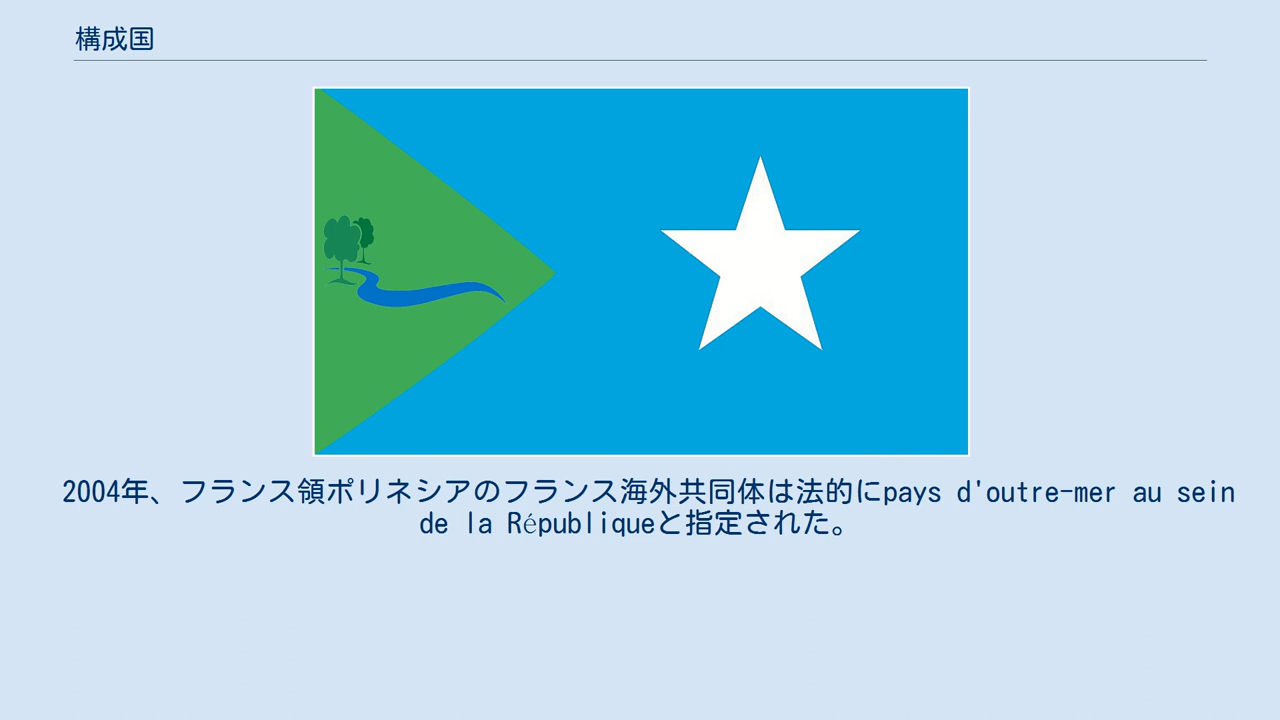 構成国
2004年、フランス領ポリネシアのフランス海外共同体は法的にpays d'outre-mer au sein
de la Républiqueと指定された。